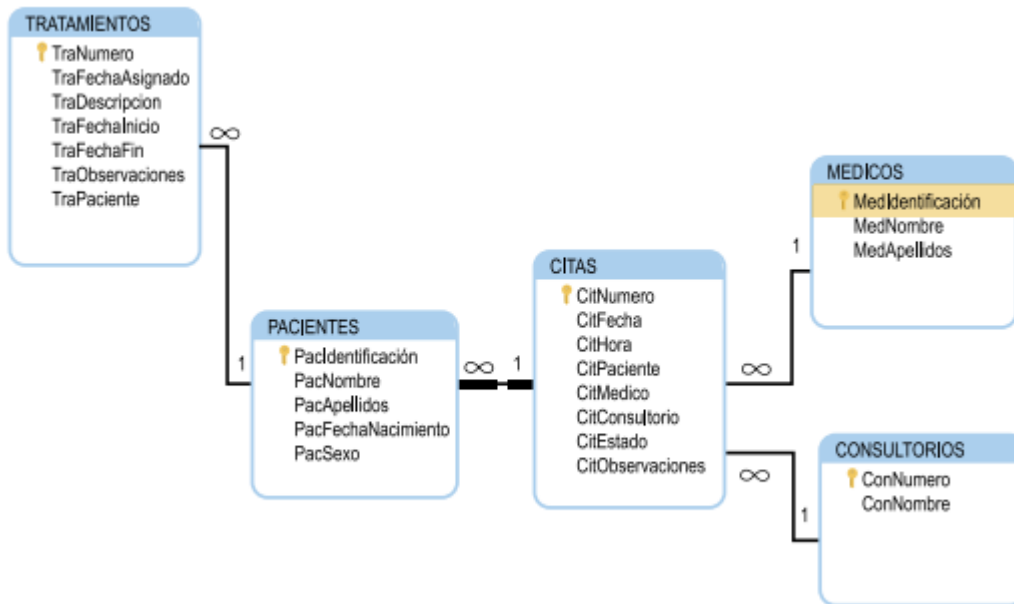 TRATAMIENTOS
TraNumero
TraFechaAsignado
TraDescripcion
TraFechaInicio
TraFechaFin
TraObservaciones
TraPaciente
∞
1
PACIENTES
PacIdentificación
PacNombre
PacApellidos
PacFechaNacimiento
PacSexo
∞
1
CITAS
CitNumero
CitFecha
CitHora
CitPaciente
CitMedico
CitConsultorio
CitEstado
CitObservaciones
∞
1
MEDICOS
MedIdentificación
MedNombre
MedApellidos
∞
1
CONSULTORIOS
ConNumero
ConNombre